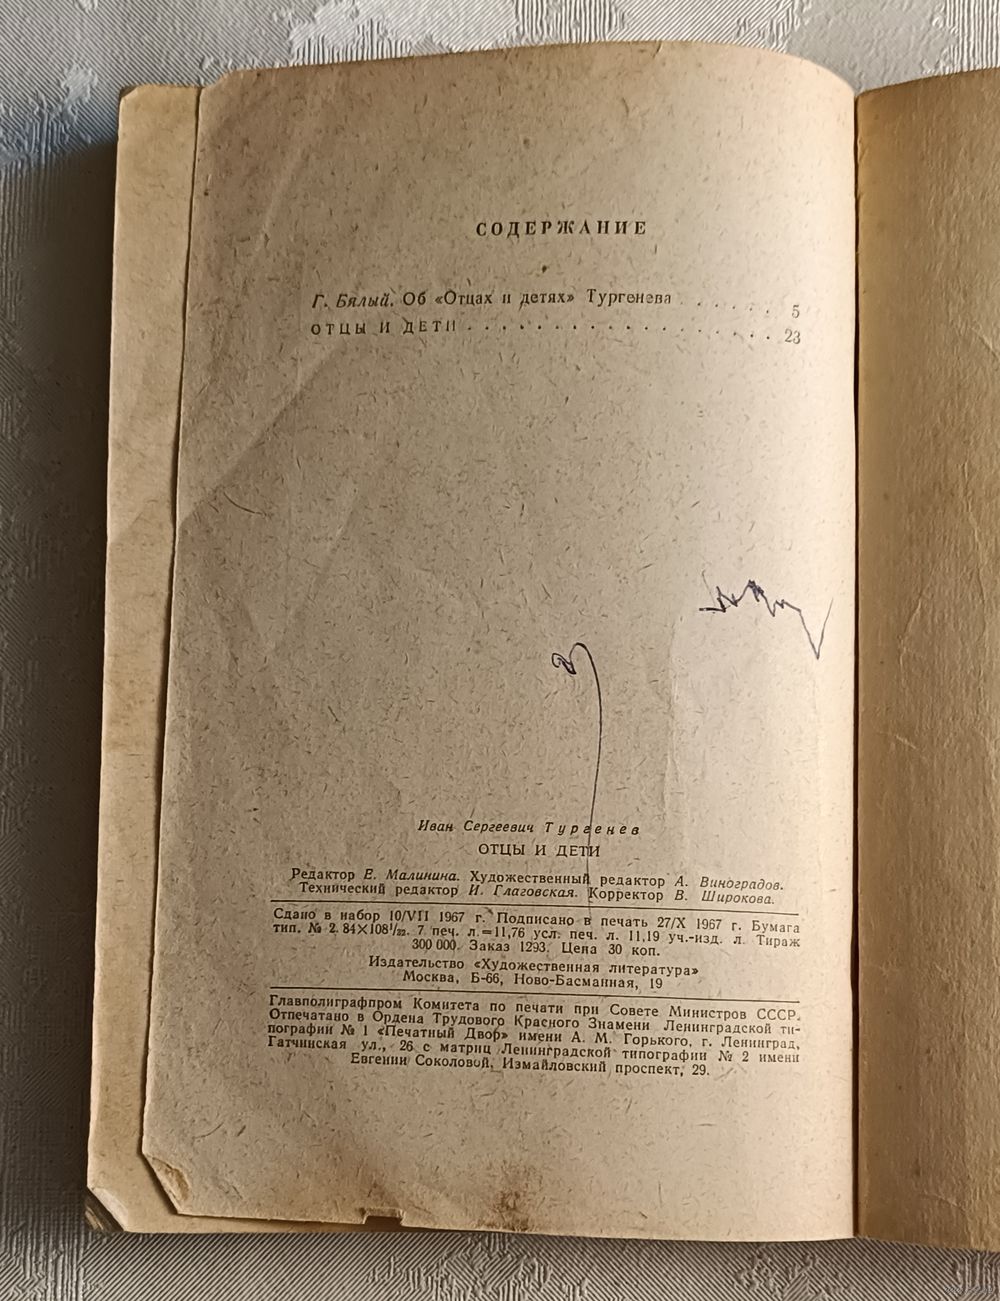 СОДЕРЖАНИЕ
Г. Бялый. Об «Отцах и детях» Тургенева . . . . . . . 5
ОТЦЫ И ДЕТИ . . . . . . . . . . . . . . . . . . 23
Иван Сергеевич Тургенев
ОТЦЫ И ДЕТИ
Редактор Е. Малинина. Художественный редактор А. Виноградов.
Технический редактор И. Глаговская. Корректор В. Широкова.
Сдано в набор 10/VII 1967 г. Подписано в печать 27/X 1967 г. Бумага
тип. № 2. 84×108¹/₃₂. 7 печ. л.=11,76 усл. печ. л. 11,19 уч.-изд. л. Тираж
300 000. Заказ 1293. Цена 30 коп.
Издательство «Художественная литература»
Москва, Б-66, Ново-Басманная, 19
Главполиграфпром Комитета по печати при Совете Министров СССР.
Отпечатано в Ордена Трудового Красного Знамени Ленинградской ти-
пографии № 1 «Печатный Двор» имени А. М. Горького, г. Ленинград,
Гатчинская ул., 26 с матриц Ленинградской типографии № 2 имени
Евгении Соколовой, Измайловский проспект, 29.